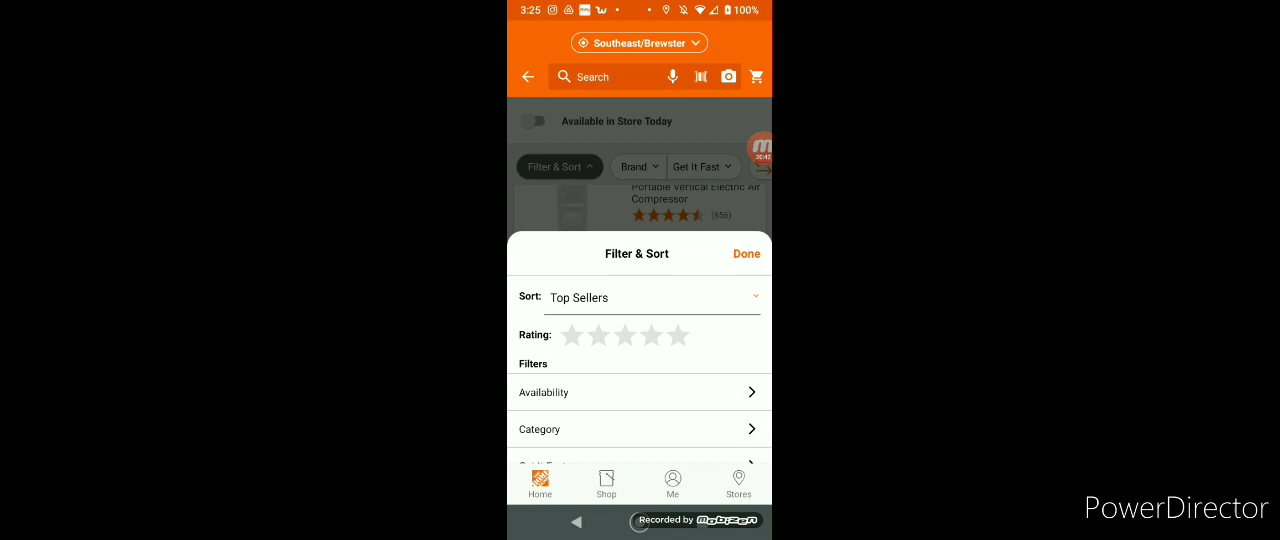 3:25 100%
Southeast/Brewster
Search
Available in Store Today
20:42
Filter & Sort Brand Get It Fast
Portable Vertical Electric Air
Compressor
(656)
Filter & Sort Done
Sort: Top Sellers
Rating:
Filters
Availability
Category
Home Shop Me Stores
Recorded by mobizen
PowerDirector